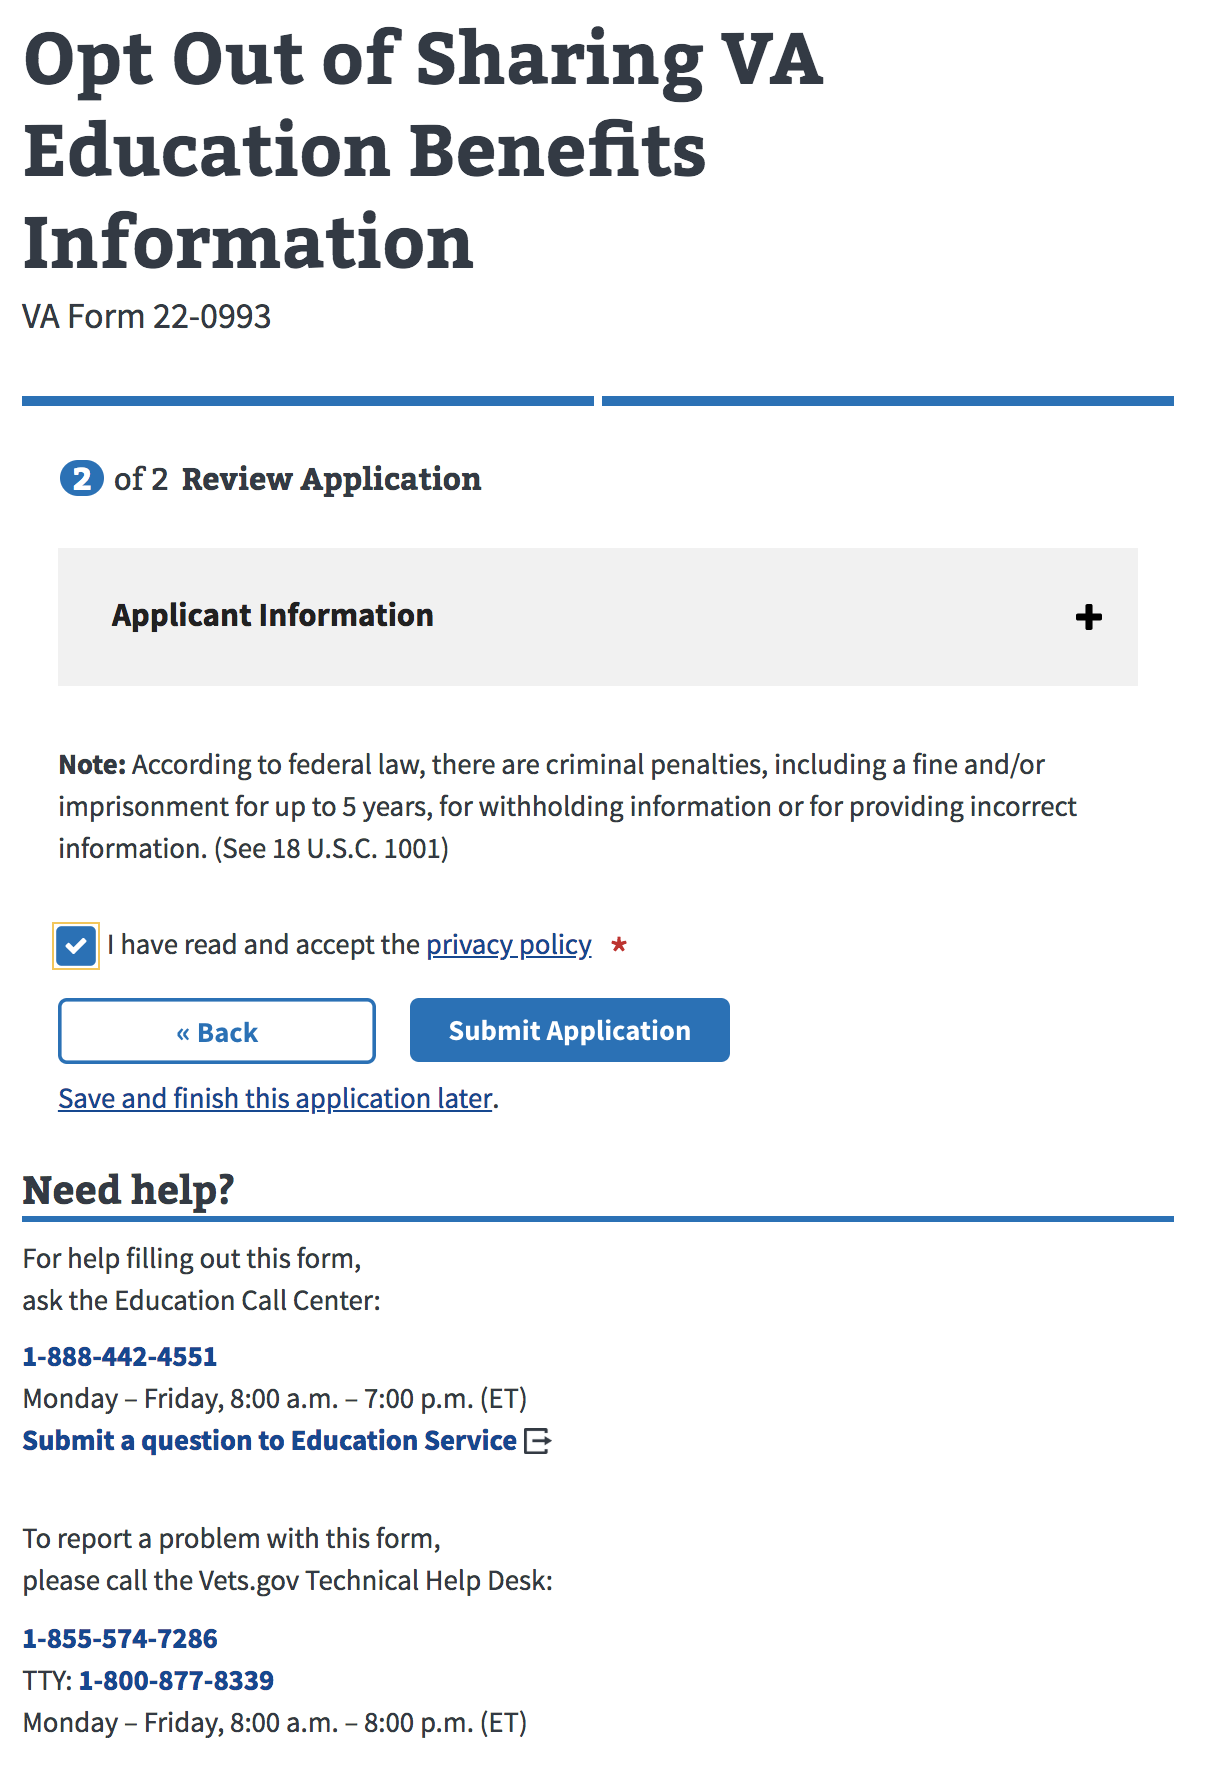 Opt Out of Sharing VA
Education Benefits
Information
VA Form 22-0993
2 of 2 Review Application
Applicant Information
Note: According to federal law, there are criminal penalties, including a fine and/or
imprisonment for up to 5 years, for withholding information or for providing incorrect
information. (See 18 U.S.C. 1001)
I have read and accept the privacy policy *
« Back
Submit Application
Save and finish this application later.
Need help?
For help filling out this form,
ask the Education Call Center:
1-888-442-4551
Monday – Friday, 8:00 a.m. – 7:00 p.m. (ET)
Submit a question to Education Service
To report a problem with this form,
please call the Vets.gov Technical Help Desk:
1-855-574-7286
TTY: 1-800-877-8339
Monday – Friday, 8:00 a.m. – 8:00 p.m. (ET)